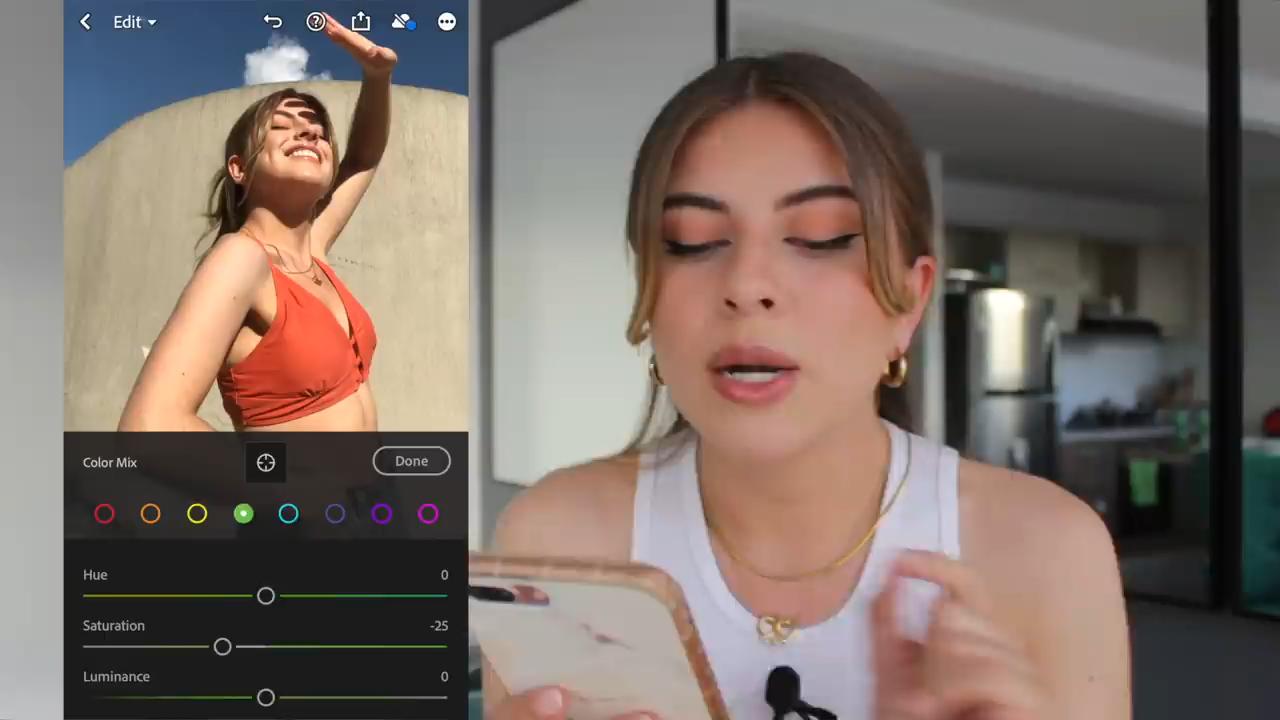 Edit
Color Mix
Done
Hue 0
Saturation -25
Luminance 0